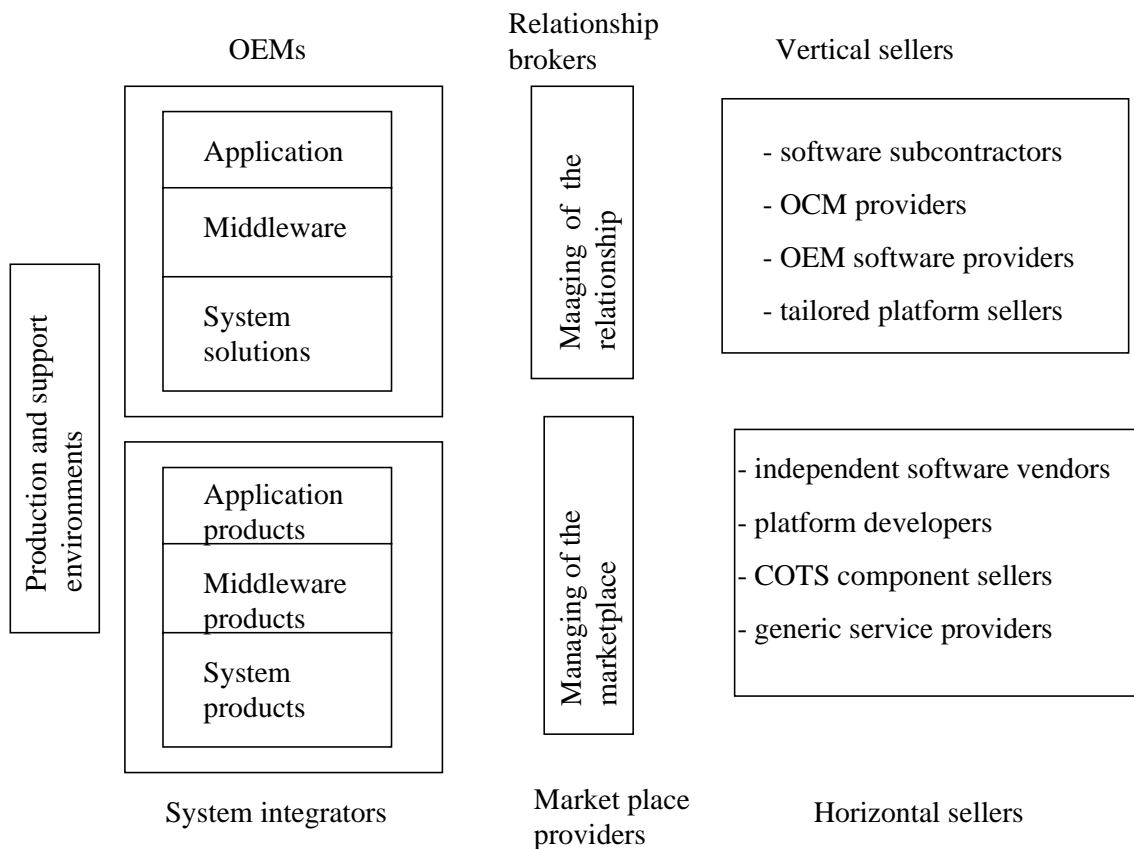 OEMs
Relationship
brokers
Vertical sellers
Application
Middleware
System
solutions
Maaging of the
relationship
- software subcontractors
- OCM providers
- OEM software providers
- tailored platform sellers
Production and support
environments
Application
products
Middleware
products
System
products
Managing of the
marketplace
- independent software vendors
- platform developers
- COTS component sellers
- generic service providers
System integrators
Market place
providers
Horizontal sellers